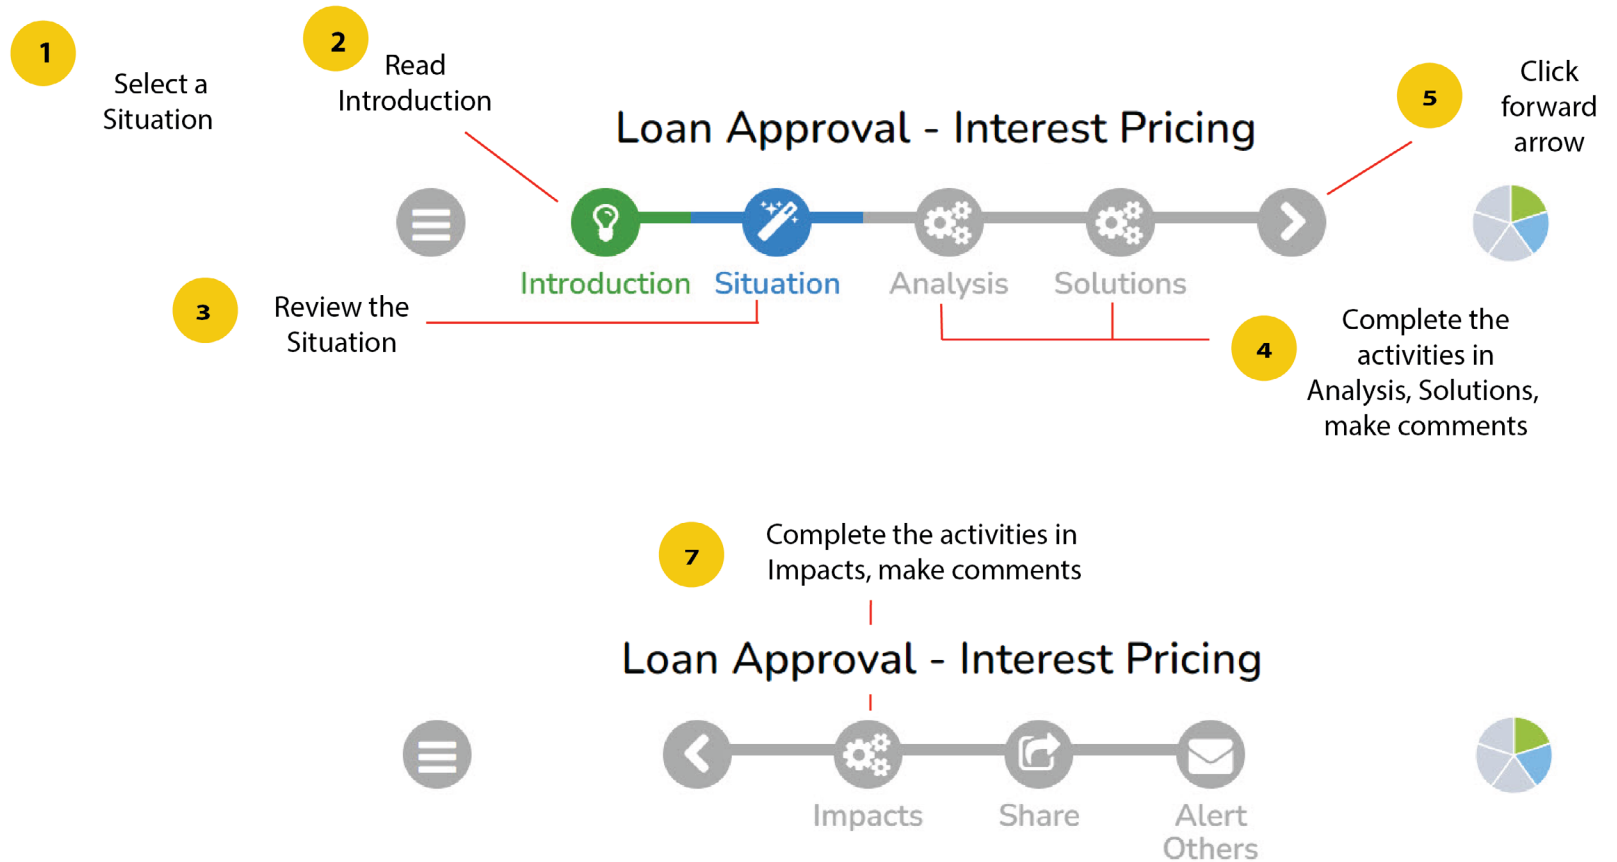 1
Select a
Situation
2
Read
Introduction
Loan Approval - Interest Pricing
5
Click
forward
arrow
Introduction
Situation
Analysis
Solutions
3
Review the
Situation
4
Complete the
activities in
Analysis, Solutions,
make comments
7
Complete the activities in
Impacts, make comments
Loan Approval - Interest Pricing
Impacts
Share
Alert
Others